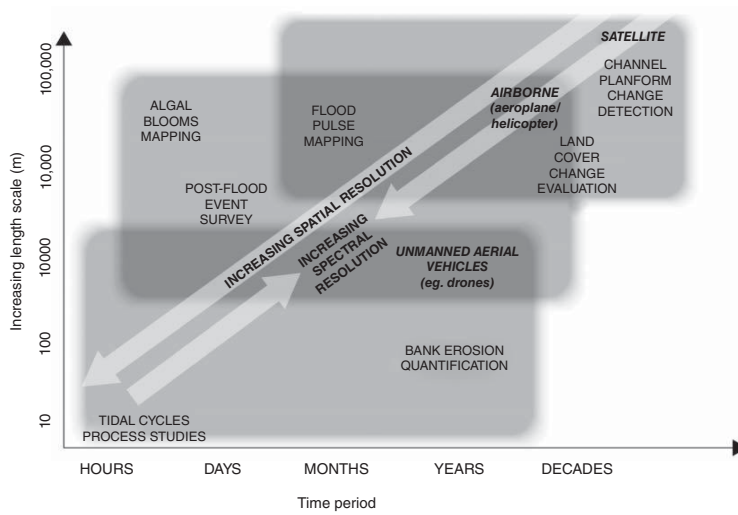 SATELLITE
CHANNEL
PLANFORM
CHANGE
DETECTION
AIRBORNE
(aeroplane/
helicopter)
ALGAL
BLOOMS
MAPPING
FLOOD
PULSE
MAPPING
LAND
COVER
CHANGE
EVALUATION
POST-FLOOD
EVENT
SURVEY
INCREASING SPATIAL RESOLUTION
INCREASING
SPECTRAL
RESOLUTION
UNMANNED AERIAL
VEHICLES
(eg. drones)
BANK EROSION
QUANTIFICATION
TIDAL CYCLES
PROCESS STUDIES
Increasing length scale (m)
100,000
10,000
10000
100
10
HOURS
DAYS
MONTHS
YEARS
DECADES
Time period